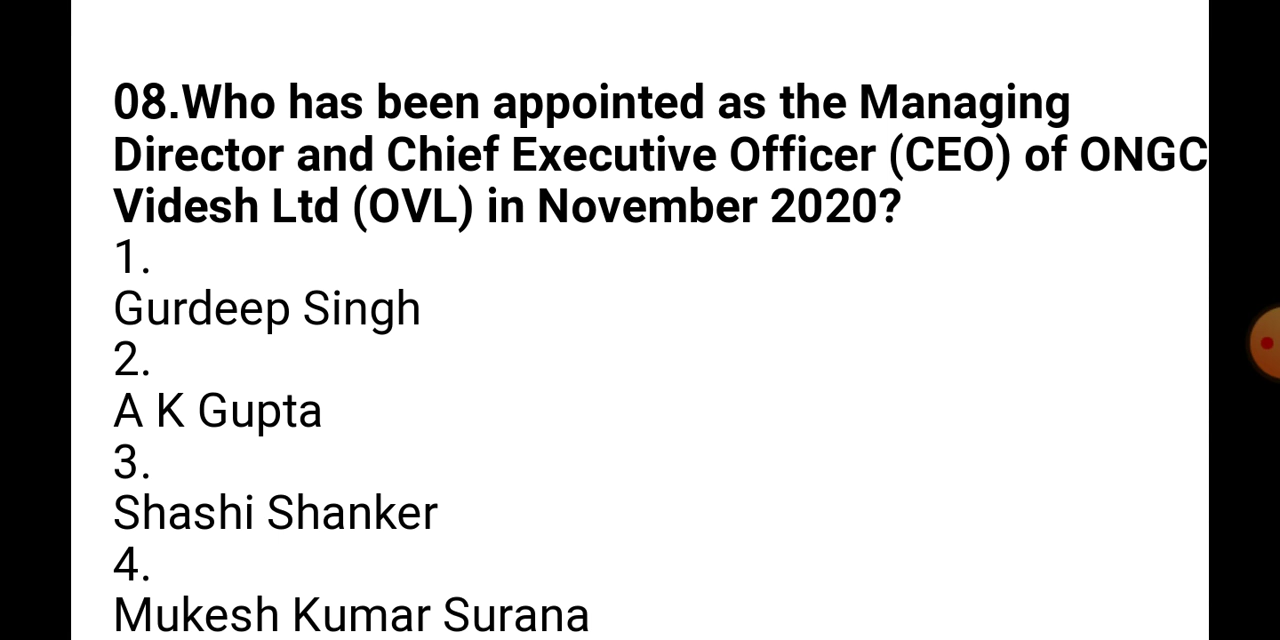 08.Who has been appointed as the Managing
Director and Chief Executive Officer (CEO) of ONGC
Videsh Ltd (OVL) in November 2020?
1.
Gurdeep Singh
2.
A K Gupta
3.
Shashi Shanker
4.
Mukesh Kumar Surana